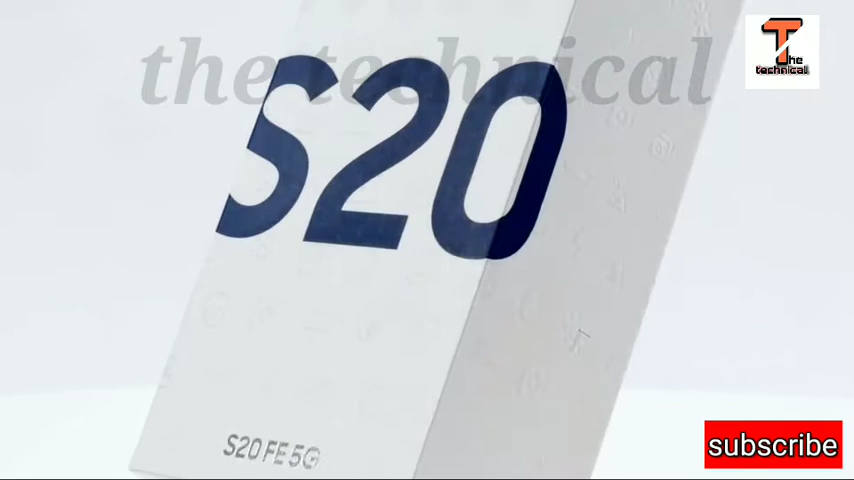 the technical
S20
S20 FE 5G
The
technical
subscribe